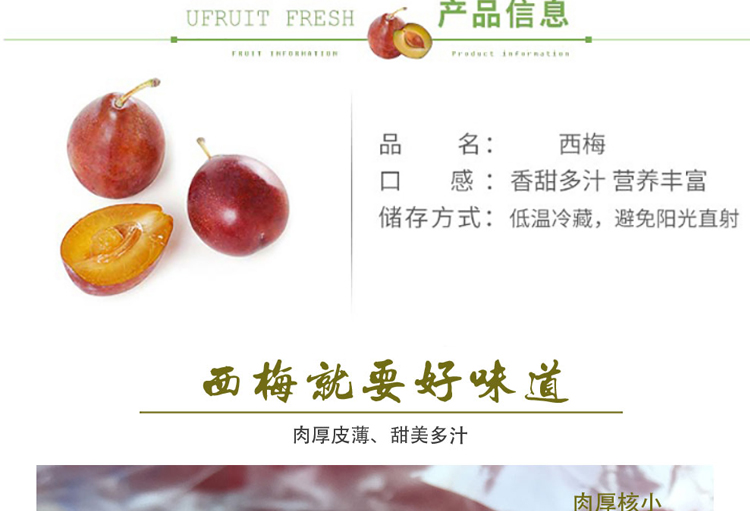 UFRUIT FRESH 产品信息
FRUIT INFORMATION Product information
品 名： 西梅
口 感： 香甜多汁 营养丰富
储存方式： 低温冷藏，避免阳光直射
西梅就要好味道
肉厚皮薄、甜美多汁
肉厚核小